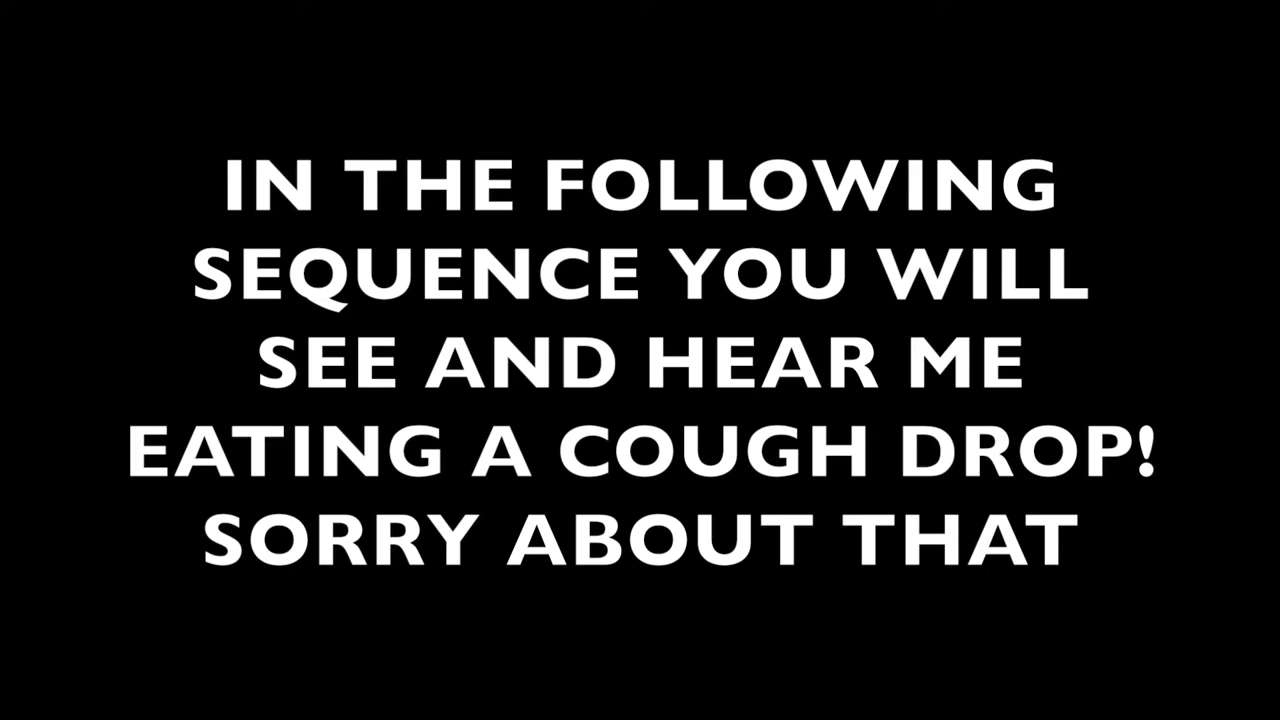 IN THE FOLLOWING
SEQUENCE YOU WILL
SEE AND HEAR ME
EATING A COUGH DROP!
SORRY ABOUT THAT